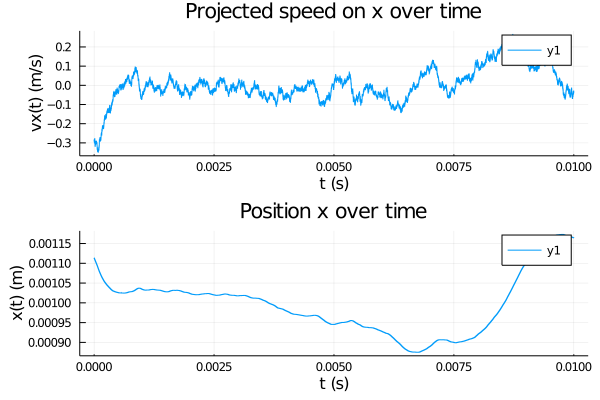 Projected speed on x over time
vx(t) (m/s)
0.2
0.1
0.0
−0.1
−0.2
−0.3
y1
0.0000 0.0025 0.0050 0.0075 0.0100
t (s)
Position x over time
x(t) (m)
0.00115
0.00110
0.00105
0.00100
0.00095
0.00090
y1
0.0000 0.0025 0.0050 0.0075 0.0100
t (s)